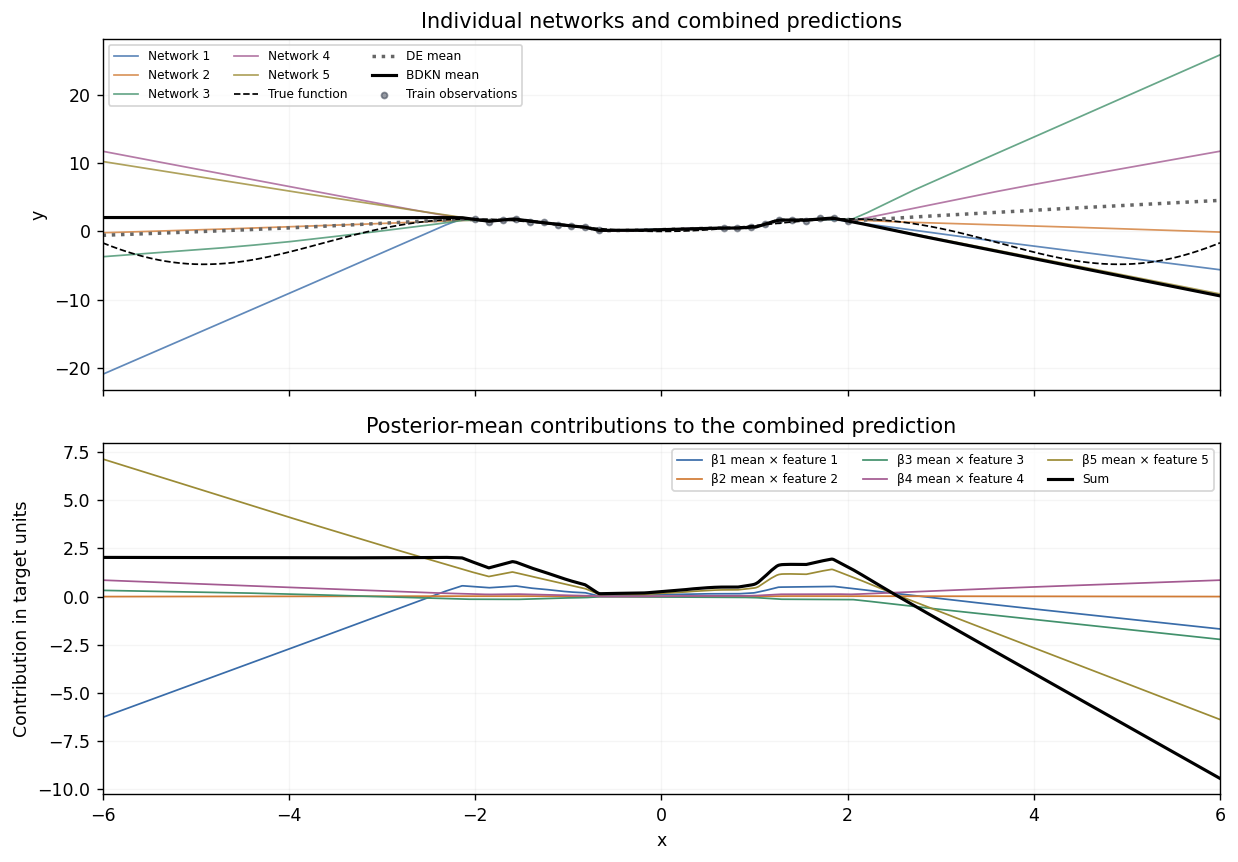 Individual networks and combined predictions
Network 1
Network 2
Network 3
Network 4
Network 5
True function
DE mean
BDKN mean
Train observations
20
10
0
−10
−20
y
Posterior-mean contributions to the combined prediction
β1 mean × feature 1
β2 mean × feature 2
β3 mean × feature 3
β4 mean × feature 4
β5 mean × feature 5
Sum
7.5
5.0
2.5
0.0
−2.5
−5.0
−7.5
−10.0
Contribution in target units
−6
−4
−2
0
2
4
6
x